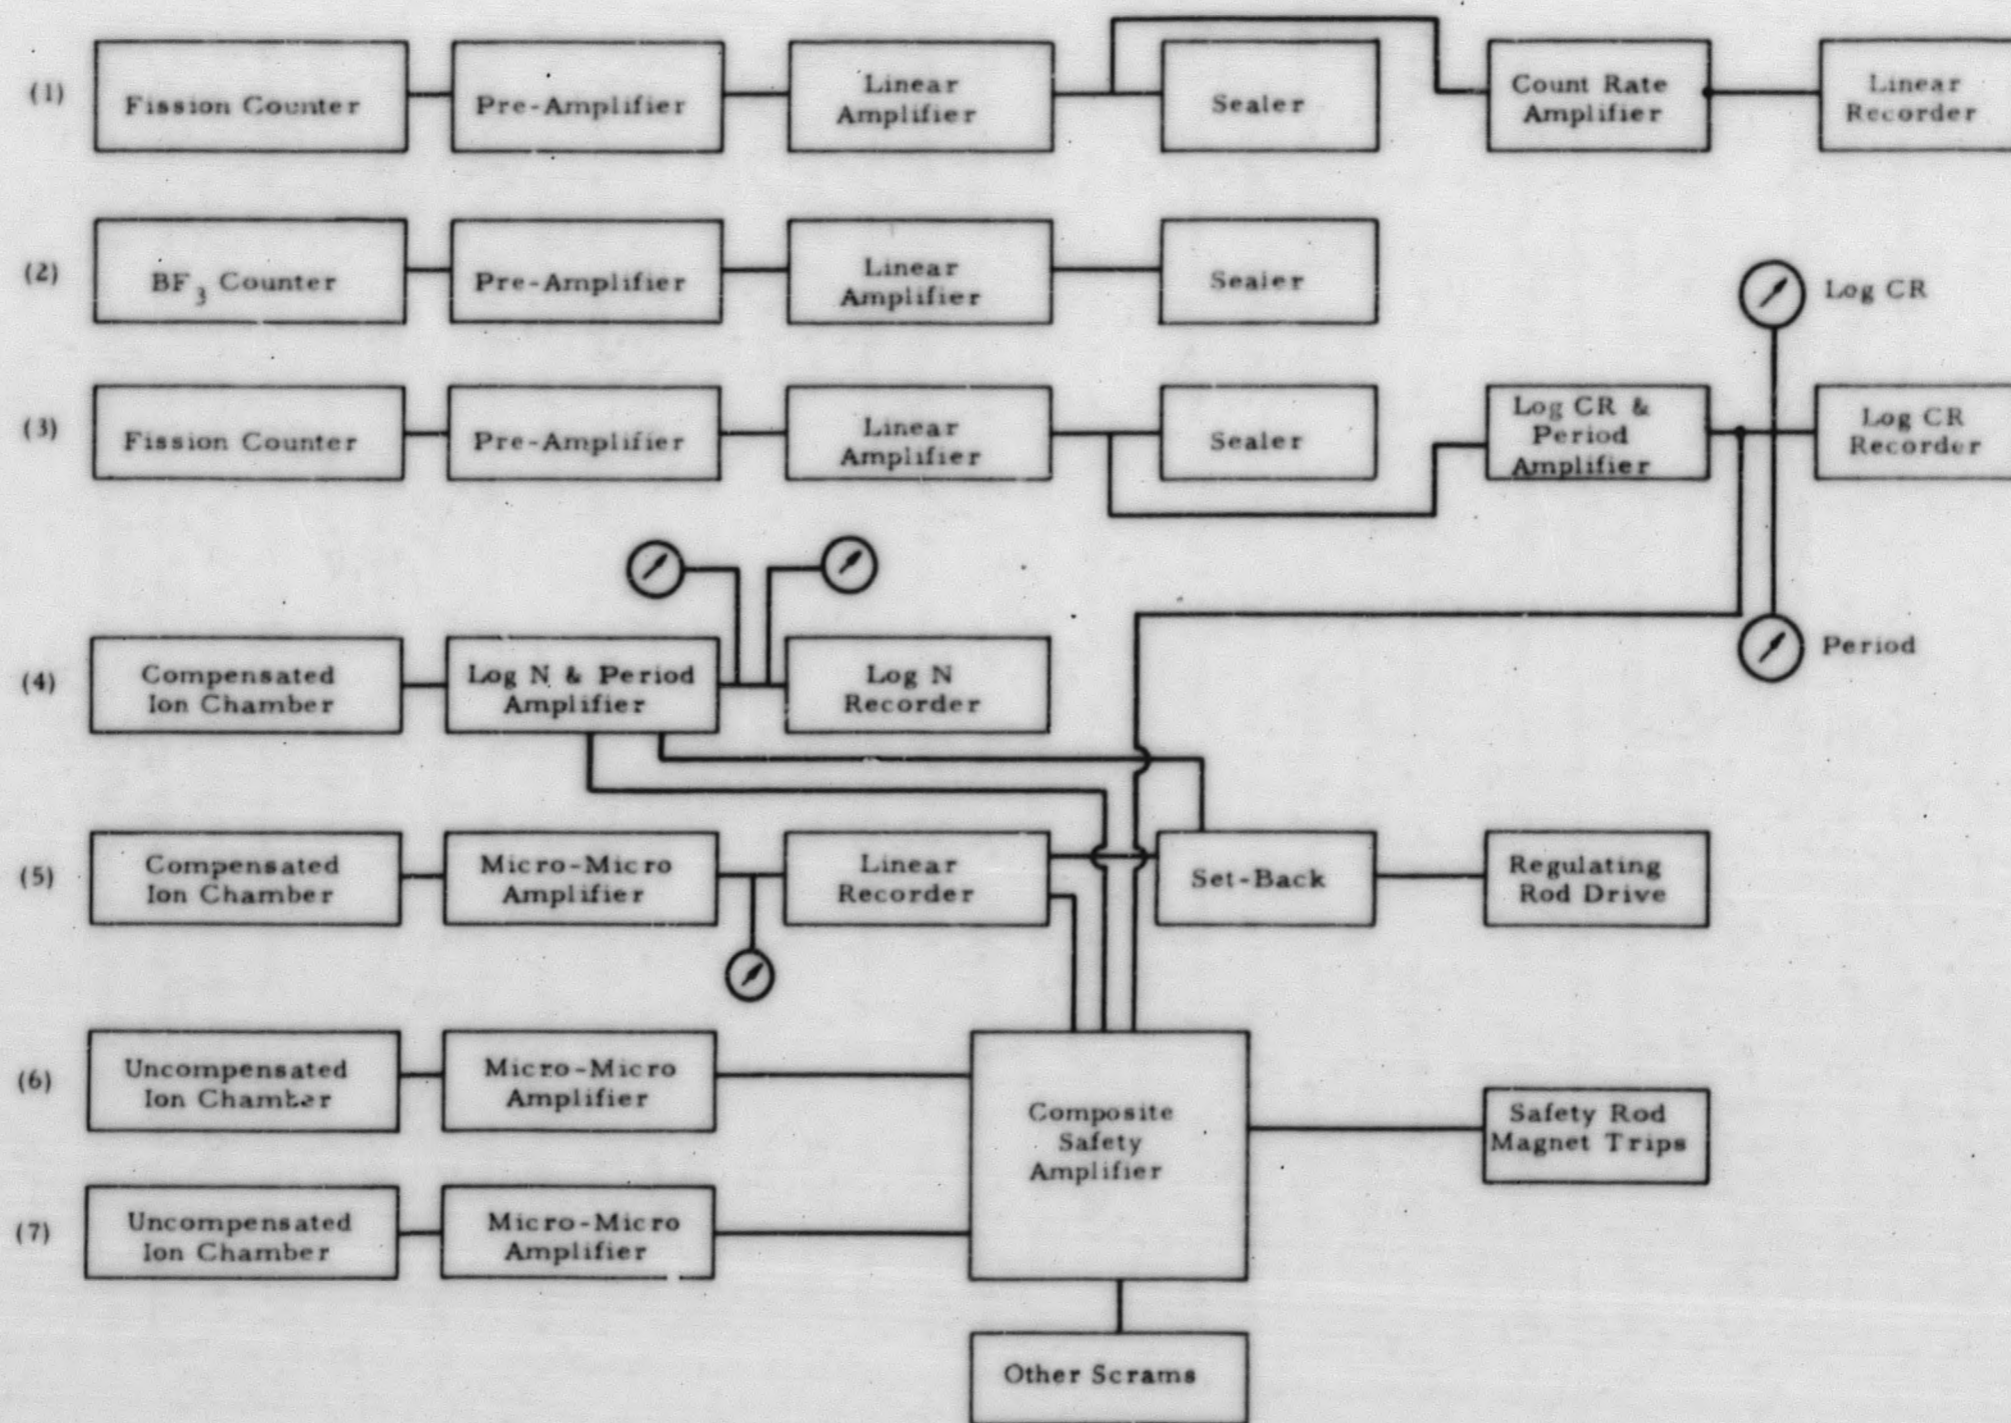 (1)
Fission Counter
Pre-Amplifier
Linear
Amplifier
Sealer
Count Rate
Amplifier
Linear
Recorder
(2)
BF3 Counter
Pre-Amplifier
Linear
Amplifier
Sealer
Log CR
(3)
Fission Counter
Pre-Amplifier
Linear
Amplifier
Sealer
Log CR &
Period
Amplifier
Log CR
Recorder
Period
(4)
Compensated
Ion Chamber
Log N & Period
Amplifier
Log N
Recorder
(5)
Compensated
Ion Chamber
Micro-Micro
Amplifier
Linear
Recorder
Set-Back
Regulating
Rod Drive
(6)
Uncompensated
Ion Chamber
Micro-Micro
Amplifier
Composite
Safety
Amplifier
Safety Rod
Magnet Trips
(7)
Uncompensated
Ion Chamber
Micro-Micro
Amplifier
Other Scrams